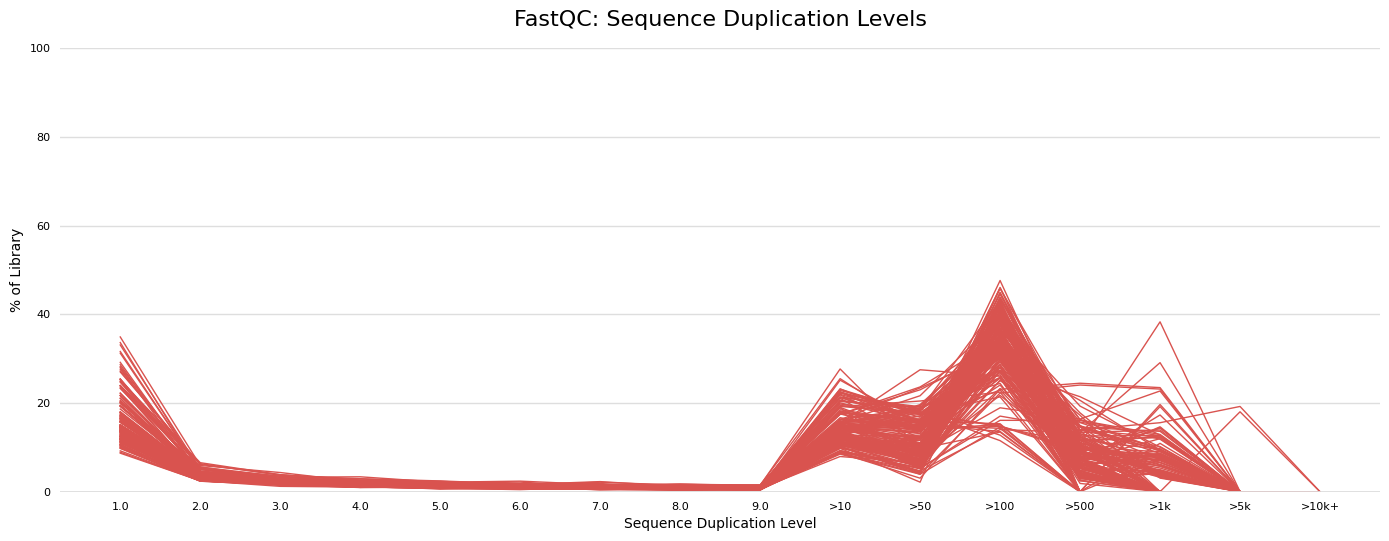 FastQC: Sequence Duplication Levels
100
80
60
40
20
0
% of Library
1.0 2.0 3.0 4.0 5.0 6.0 7.0 8.0 9.0 >10 >50 >100 >500 >1k >5k >10k+
Sequence Duplication Level